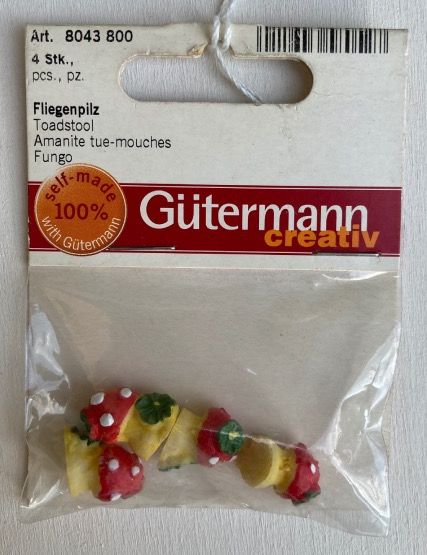 Art. 8043 800
4 Stk.,
pcs., pz.
Fliegenpilz
Toadstool
Amanite tue-mouches
Fungo
self-made
100%
with Gütermann
Gütermann
creativ